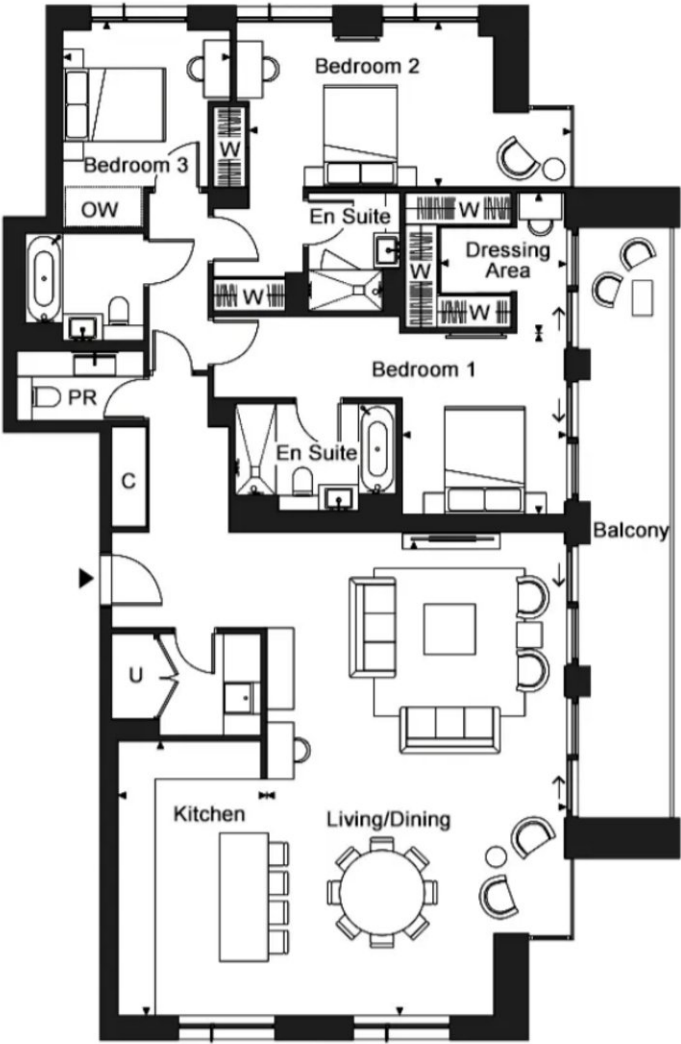 Bedroom 2
W
Bedroom 3
OW
En Suite
W
Dressing
Area
W
W
W
Bedroom 1
PR
En Suite
C
Balcony
U
Kitchen
Living/Dining